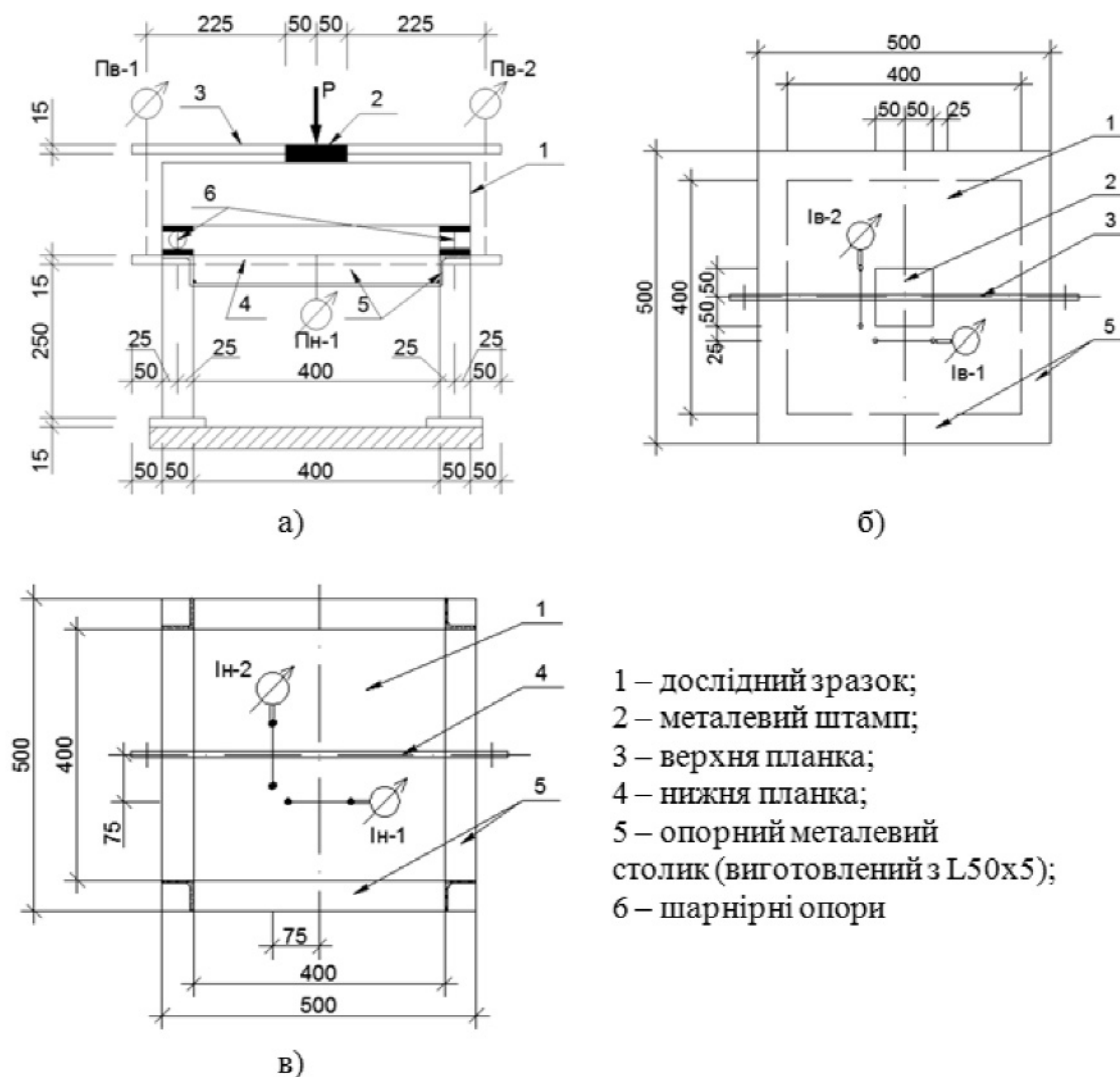 225 50 50 225
Пв-1
Пв-2
3
P
2
1
15
6
15
250
4
5
Пн-1
25
25
25
25
50
400
50
15
50 50 400 50 50
а)
500
400
50 50 25
1
2
3
Ів-2
500
400
50
50
25
Ів-1
5
б)
1
Ін-2
4
500
400
5
75
Ін-1
75
400
500
в)
1 – дослідний зразок;
2 – металевий штамп;
3 – верхня планка;
4 – нижня планка;
5 – опорний металевий
столик (виготовлений з L50x5);
6 – шарнірні опори